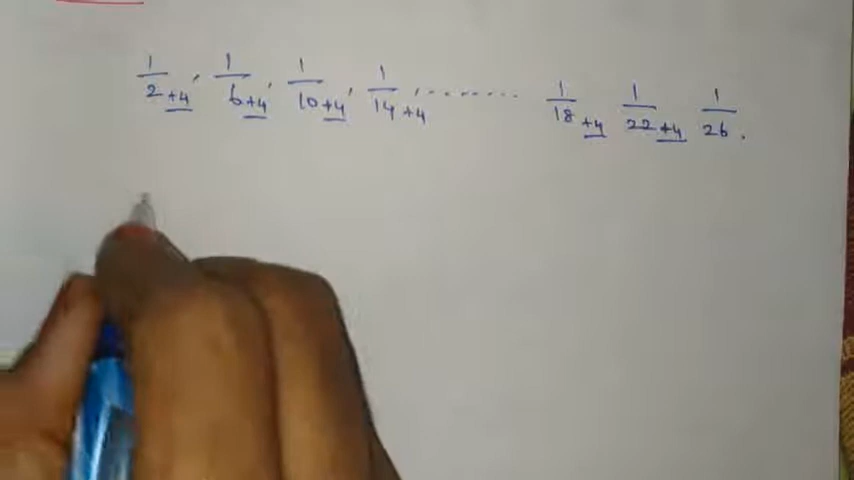 1/2+4, 1/6+4, 1/10+4, 1/14+4, ........ 1/18+4 1/22+4 1/26.